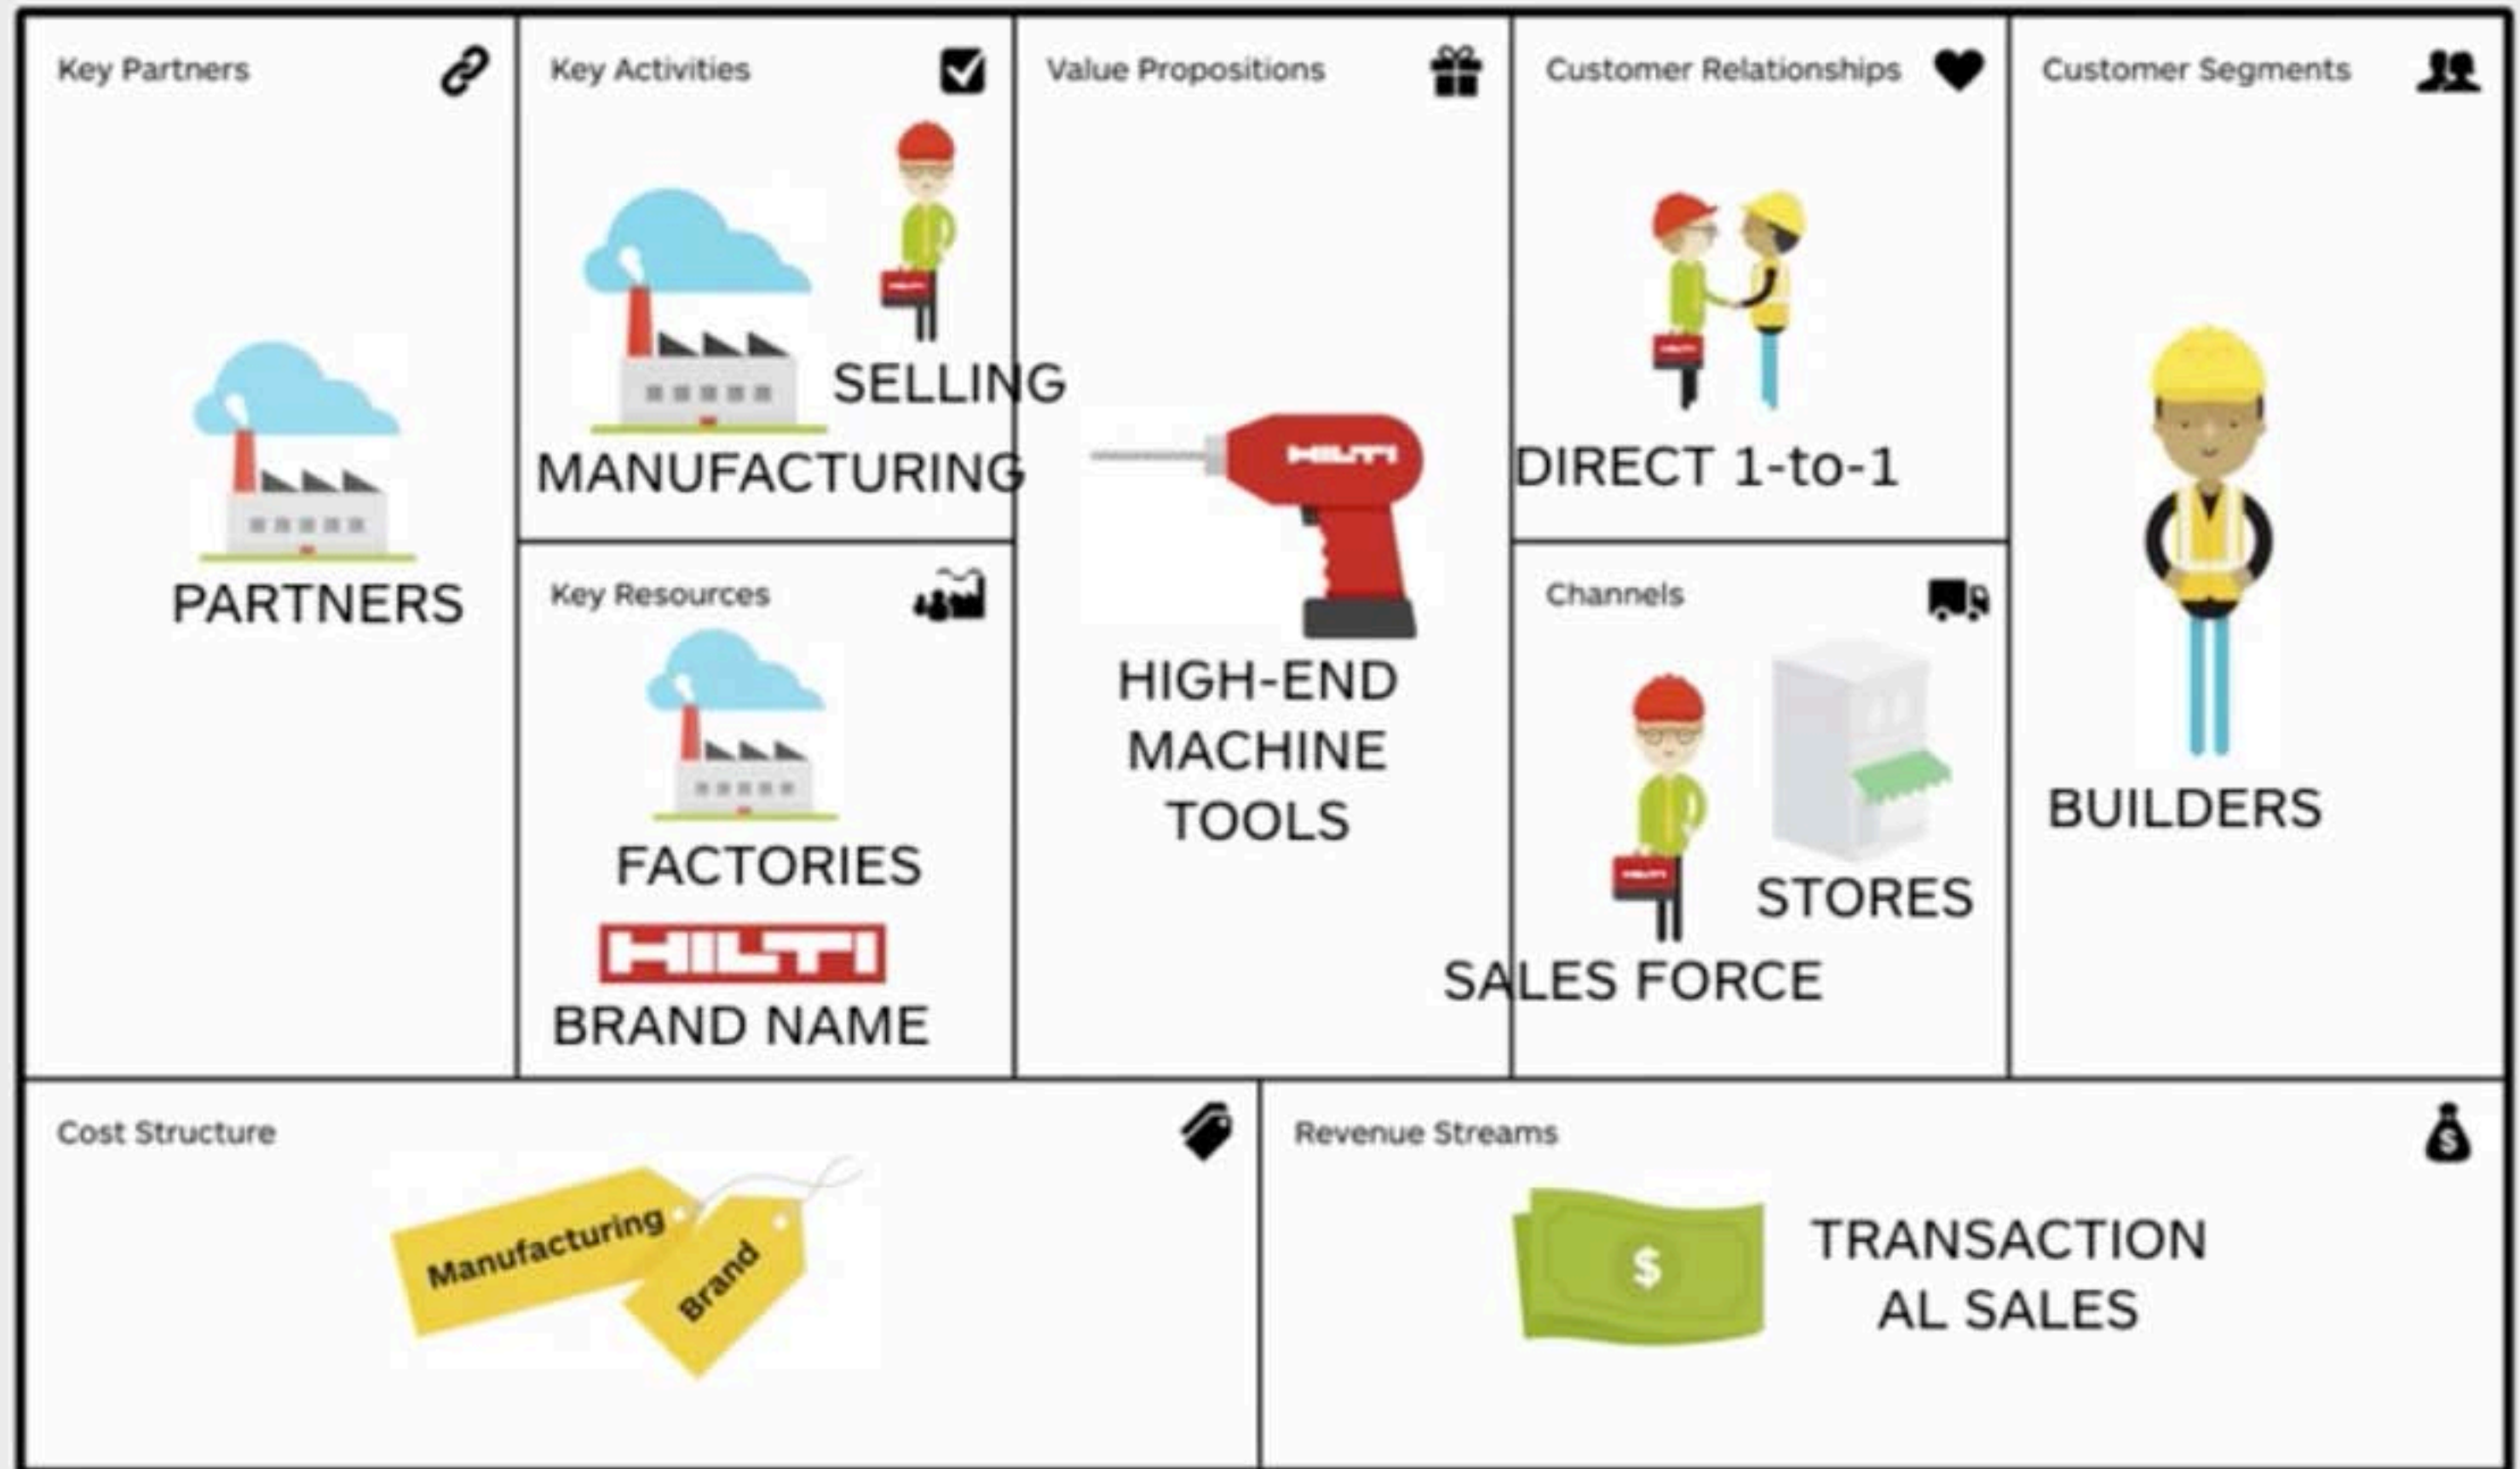 Key Partners
PARTNERS
Key Activities
SELLING
MANUFACTURING
Key Resources
FACTORIES
HILTI
BRAND NAME
Value Propositions
HILTI
HIGH-END
MACHINE
TOOLS
Customer Relationships
HILTI
DIRECT 1-to-1
Channels
HILTI
STORES
SALES FORCE
Customer Segments
BUILDERS
Cost Structure
Manufacturing
Brand
Revenue Streams
$
$
TRANSACTION
AL SALES